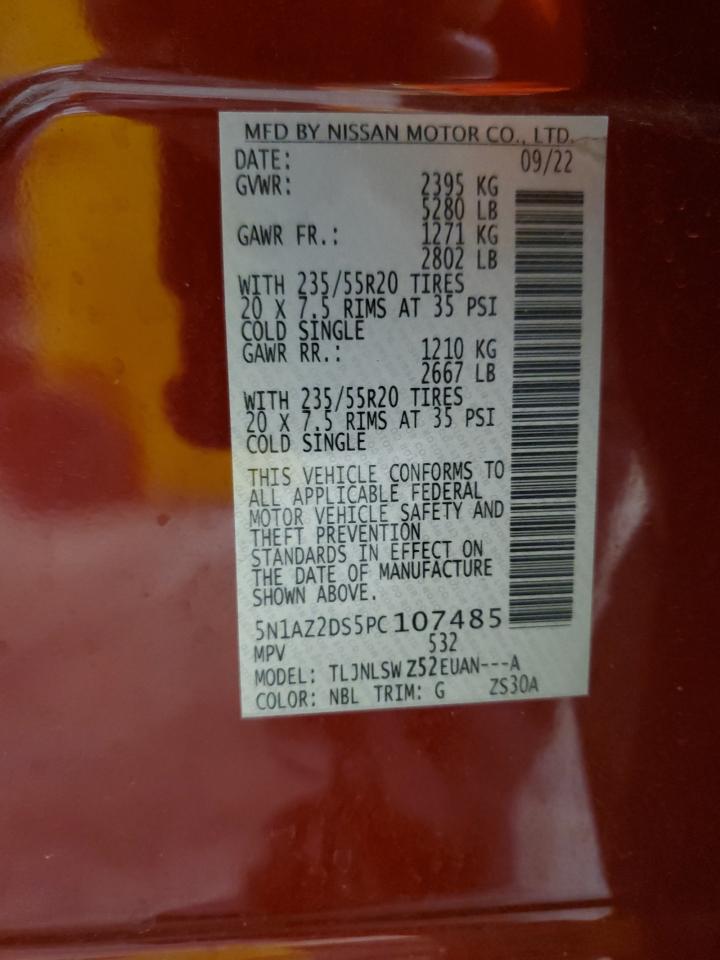 MFD BY NISSAN MOTOR CO., LTD.
DATE: 09/22
GVWR: 2395 KG
5280 LB
GAWR FR.: 1271 KG
2802 LB
WITH 235/55R20 TIRES
20 X 7.5 RIMS AT 35 PSI
COLD SINGLE
GAWR RR.: 1210 KG
2667 LB
WITH 235/55R20 TIRES
20 X 7.5 RIMS AT 35 PSI
COLD SINGLE
THIS VEHICLE CONFORMS TO
ALL APPLICABLE FEDERAL
MOTOR VEHICLE SAFETY AND
THEFT PREVENTION
STANDARDS IN EFFECT ON
THE DATE OF MANUFACTURE
SHOWN ABOVE.
5N1AZ2DS5PC107485
MPV 532
MODEL: TLJNLSW Z52EUAN---A
COLOR: NBL TRIM: G ZS30A